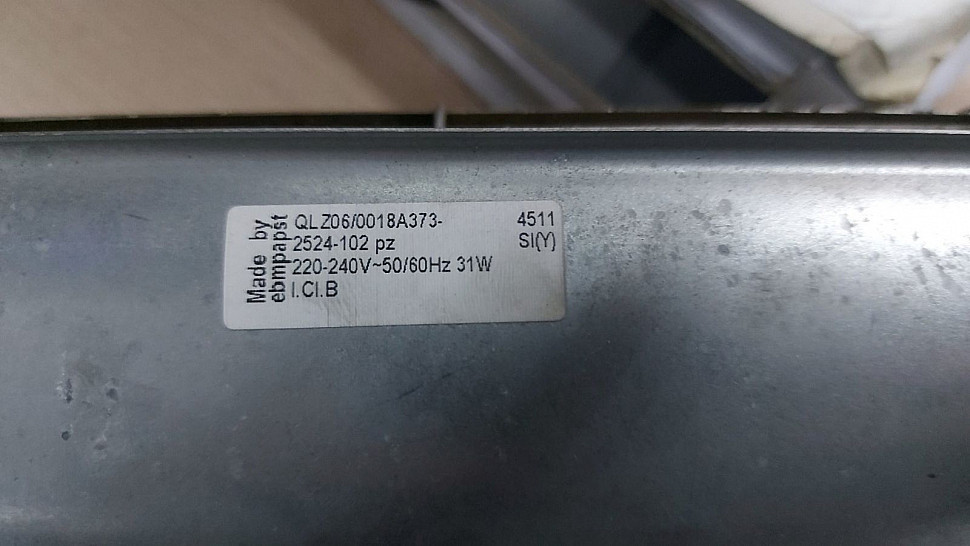 Made by
ebmpapst
QLZ06/0018A373-
2524-102 pz
220-240V~50/60Hz 31W
I.Cl.B
4511
SI(Y)